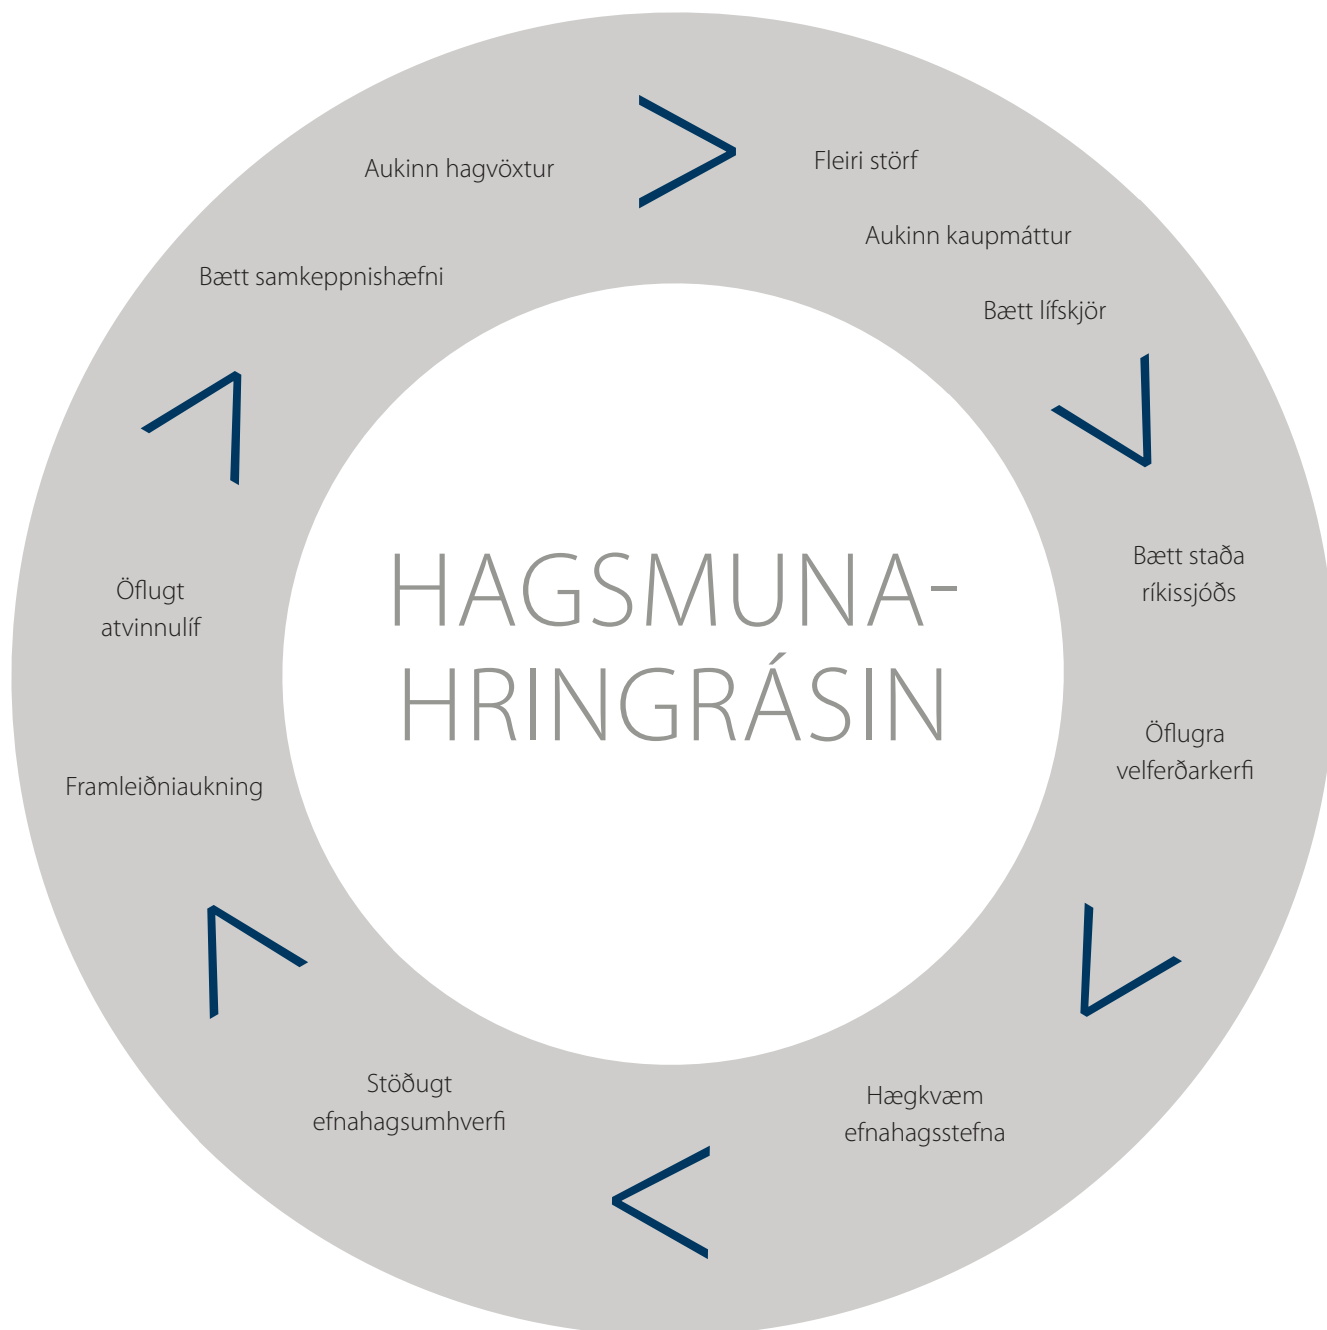 Aukinn hagvöxtur
Fleiri störf
Aukinn kaupmáttur
Bætt samkeppnishæfni
Bætt lífskjör
HAGSMUNA-
HRINGRÁSIN
Bætt staða
ríkissjóðs
Öflugt
atvinnulíf
Öflugra
velferðarkerfi
Framleiðniaukning
Stöðugt
efnahagsumhverfi
Hægkvæm
efnahagsstefna